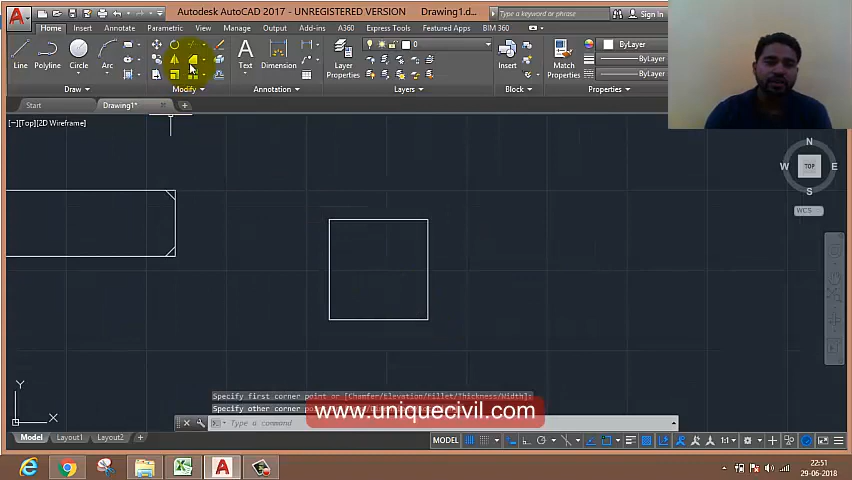 Autodesk AutoCAD 2017 - UNREGISTERED VERSION Drawing1.d...
Type a keyword or phrase
Home Insert Annotate Parametric View Manage Output Add-ins A360 Express Tools Featured Apps BIM 360
Line Polyline Circle Arc Text Dimension Layer Properties 0 Insert Match Properties ByLayer
ByLayer
ByLayer
Draw Modify Annotation Layers Block Properties
Start Drawing1*
[−][Top][2D Wireframe]
N
W TOP E
S
WCS
Y
X
Specify first corner point or [Chamfer/Elevation/Fillet/Thickness/Width]:
Specify other corner
www.uniquecivil.com
Type a command
Model Layout1 Layout2 MODEL 1:1
22:51
29-06-2018